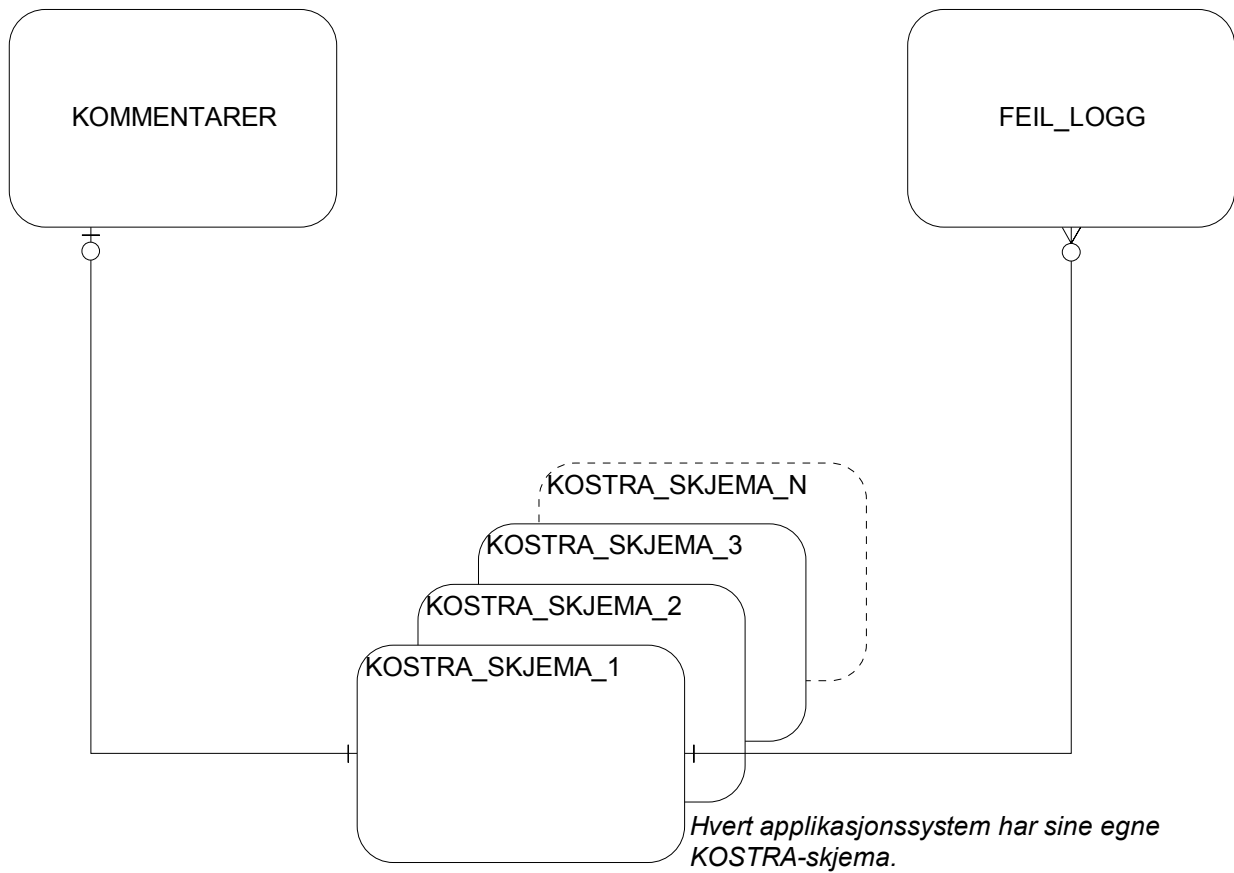 KOMMENTARER
FEIL_LOGG
KOSTRA_SKJEMA_N
KOSTRA_SKJEMA_3
KOSTRA_SKJEMA_2
KOSTRA_SKJEMA_1
Hvert applikasjonssystem har sine egne
KOSTRA-skjema.